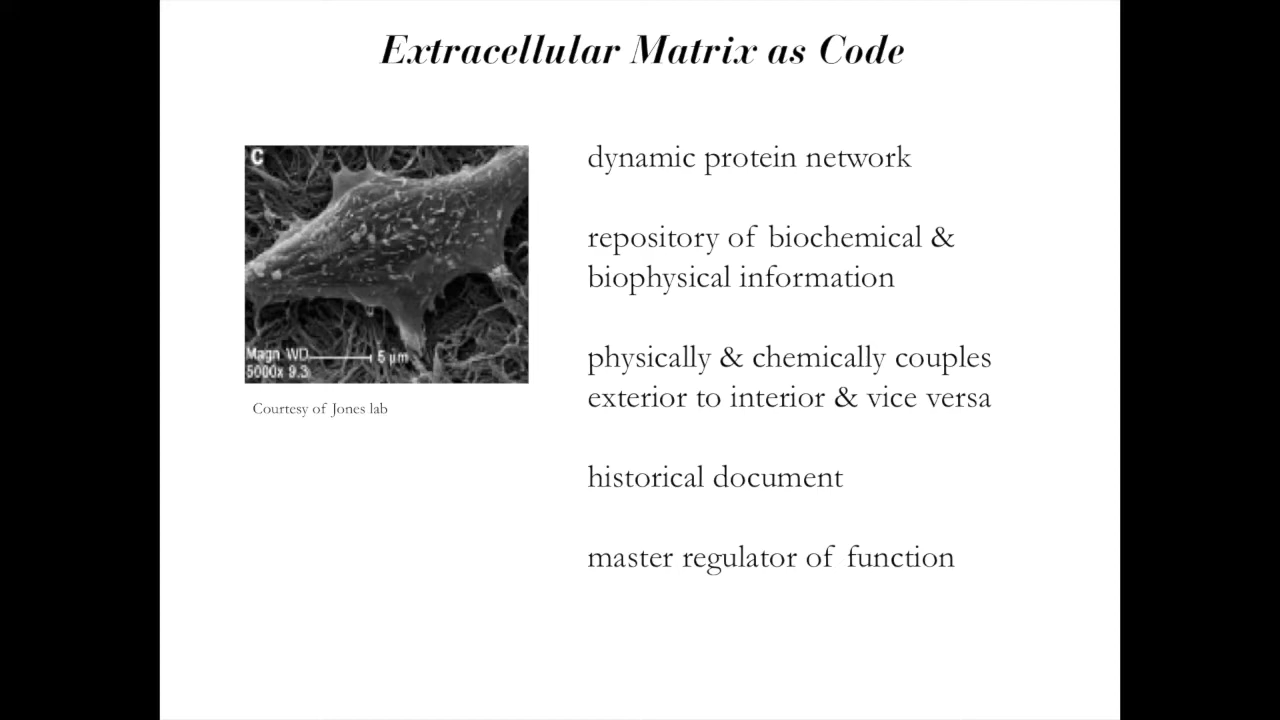 Extracellular Matrix as Code
C
Magn WD 5 µm
5000x 9.3
Courtesy of Jones lab
dynamic protein network
repository of biochemical &
biophysical information
physically & chemically couples
exterior to interior & vice versa
historical document
master regulator of function